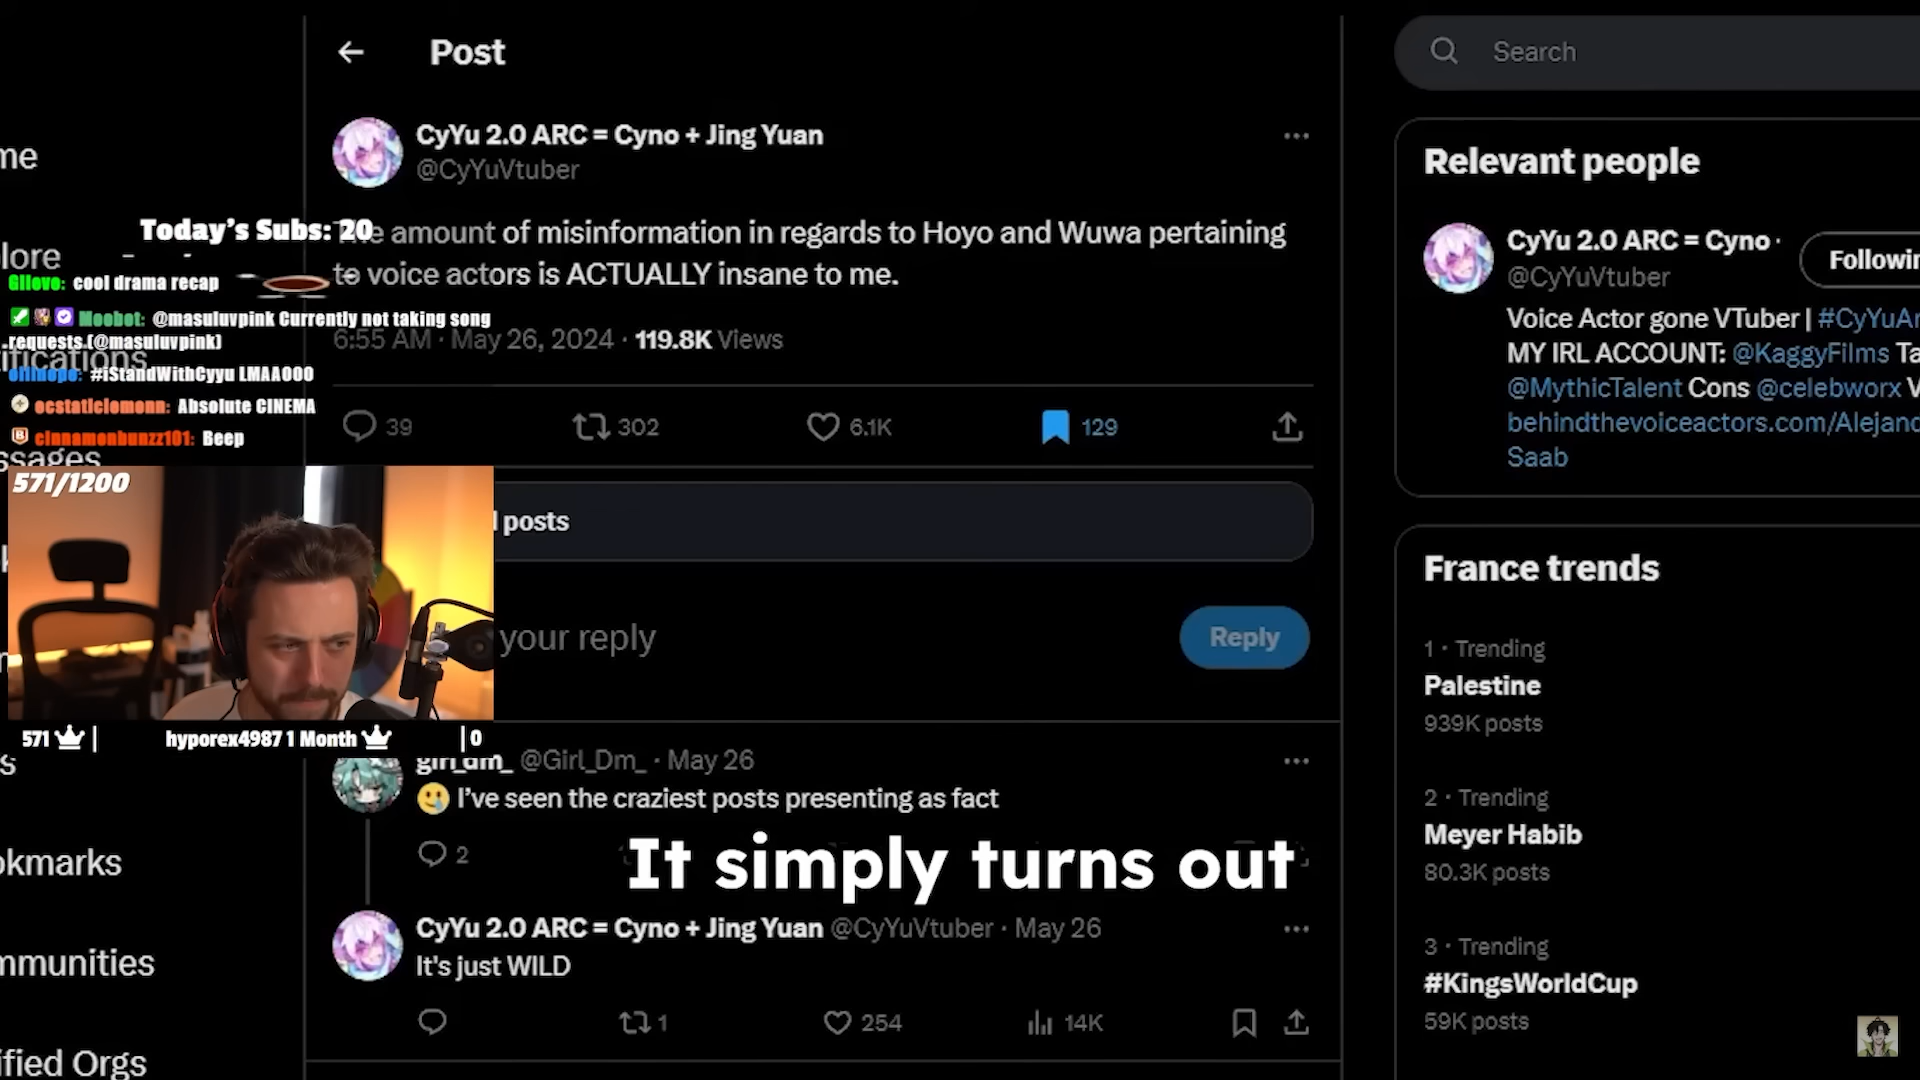 Post
Search
CyYu 2.0 ARC = Cyno + Jing Yuan
@CyYuVtuber
amount of misinformation in regards to Hoyo and Wuwa pertaining
to voice actors is ACTUALLY insane to me.
6:55 AM · May 26, 2024 · 119.8K Views
39
302
6.1K
129
posts
your reply
Reply
girl_dm_ @Girl_Dm_ · May 26
I've seen the craziest posts presenting as fact
2
It simply turns out
CyYu 2.0 ARC = Cyno + Jing Yuan @CyYuVtuber · May 26
It's just WILD
1
254
14K
Today's Subs: 20
Gllove: cool drama recap
Moobot: @masuluvpink Currently not taking song
requests (@masuluvpink)
#iStandWithCyyu LMAAOOO
ecstaticlemonn: Absolute CINEMA
cinnamonbunzz101: Beep
571/1200
571 |
hyporex4987 1 Month
| 0
me
lore
tifications
ssages
okmarks
mmunities
ified Orgs
Relevant people
CyYu 2.0 ARC = Cyno ·
@CyYuVtuber
Followin
Voice Actor gone VTuber | #CyYuAr
MY IRL ACCOUNT: @KaggyFilms Ta
@MythicTalent Cons @celebworx V
behindthevoiceactors.com/Alejand
Saab
France trends
1 · Trending
Palestine
939K posts
2 · Trending
Meyer Habib
80.3K posts
3 · Trending
#KingsWorldCup
59K posts